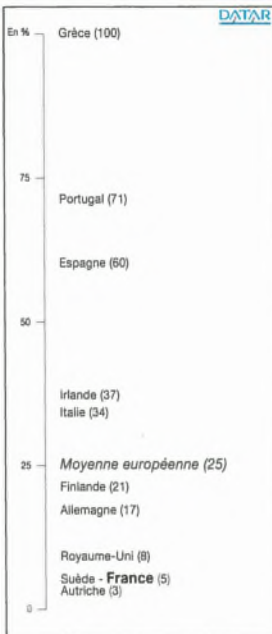 DATAR
En %
Grèce (100)
75
Portugal (71)
Espagne (60)
50
Irlande (37)
Italie (34)
25
Moyenne européenne (25)
Finlande (21)
Allemagne (17)
Royaume-Uni (8)
Suède - France (5)
Autriche (3)
0